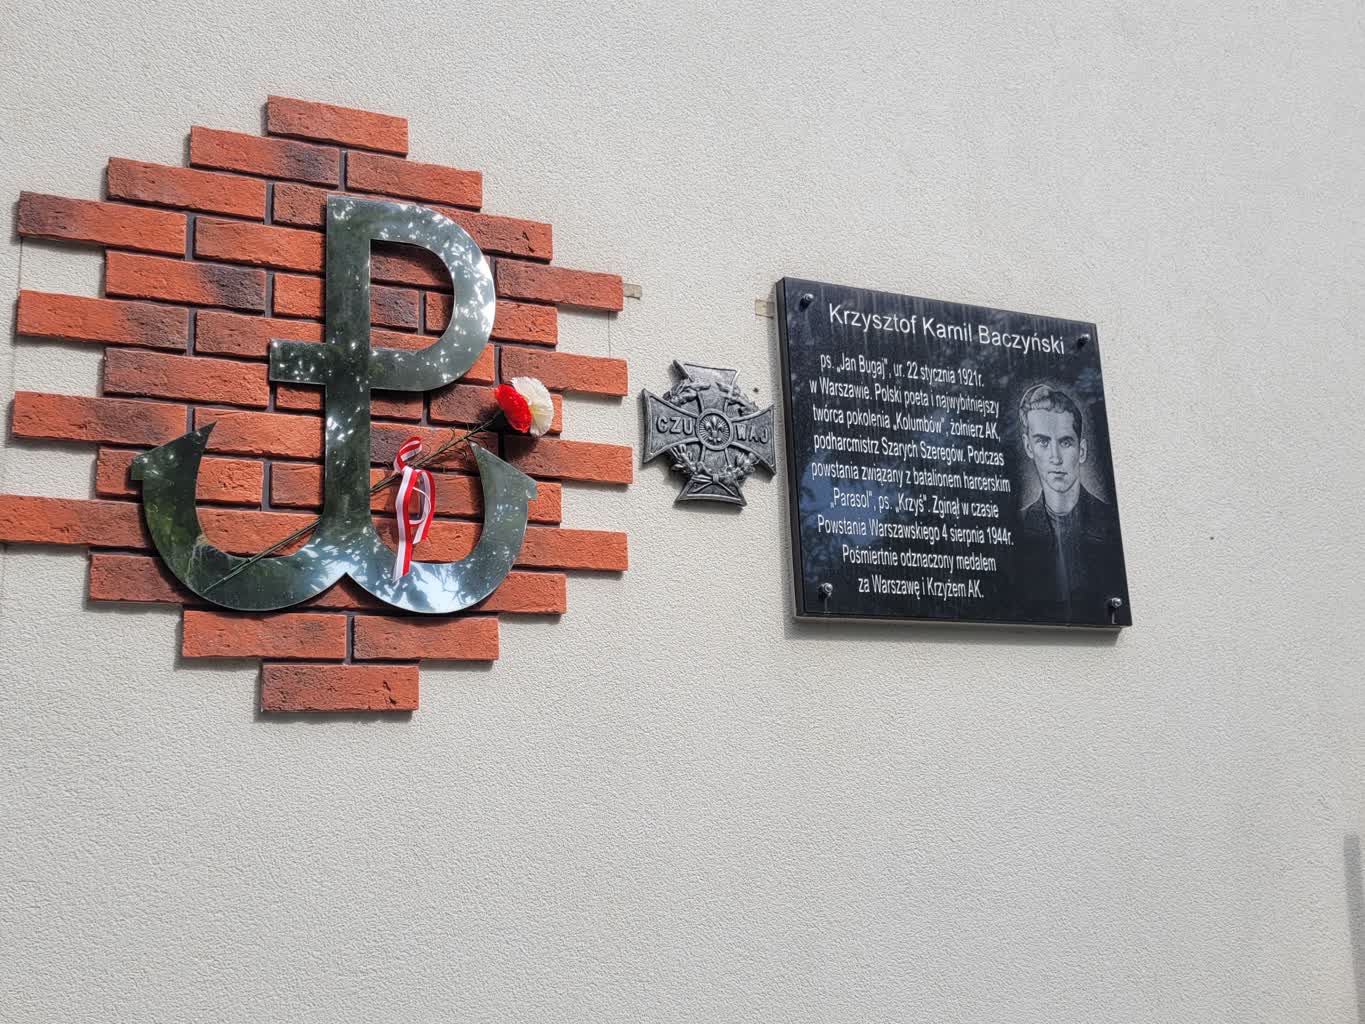 CZUWAJ
Krzysztof Kamil Baczyński
ps. „Jan Bugaj", ur. 22 stycznia 1921r.
w Warszawie. Polski poeta i najwybitniejszy
twórca pokolenia „Kolumbów", żołnierz AK,
podharcmistrz Szarych Szeregów. Podczas
powstania związany z batalionem harcerskim
„Parasol", ps. „Krzyś". Zginął w czasie
Powstania Warszawskiego 4 sierpnia 1944r.
Pośmiertnie odznaczony medalem
za Warszawę i Krzyżem AK.